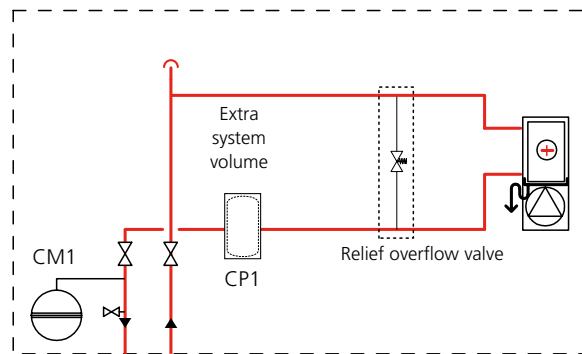 Extra
system
volume
Relief overflow valve
CM1
CP1